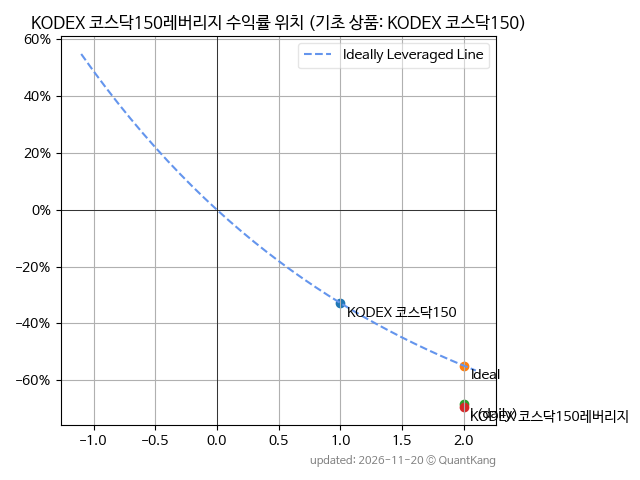 KODEX 코스닥150레버리지 수익률 위치 (기초 상품: KODEX 코스닥150)
Ideally Leveraged Line
60%
40%
20%
0%
−20%
−40%
−60%
KODEX 코스닥150
Ideal
(daily)
KODEX 코스닥150레버리지
−1.0 −0.5 0.0 0.5 1.0 1.5 2.0
updated: 2026-11-20 © QuantKang